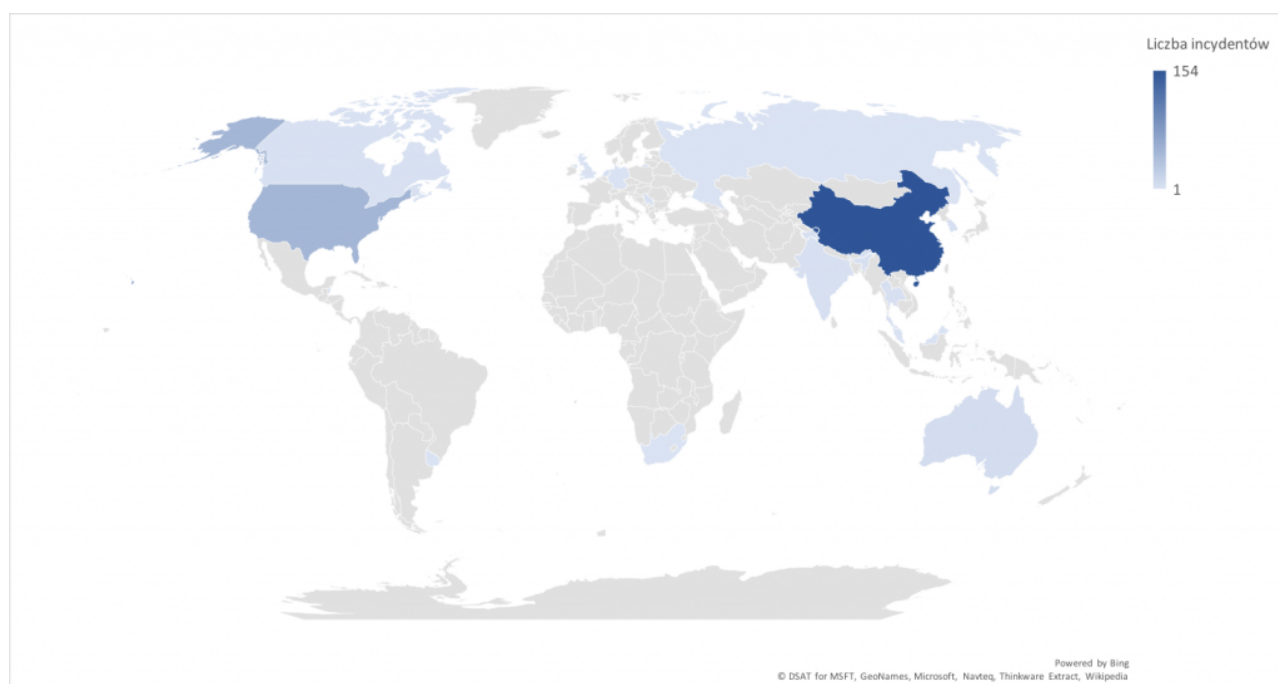 Liczba incydentów
154
1
Powered by Bing
© DSAT for MSFT, GeoNames, Microsoft, Navteq, Thinkware Extract, Wikipedia